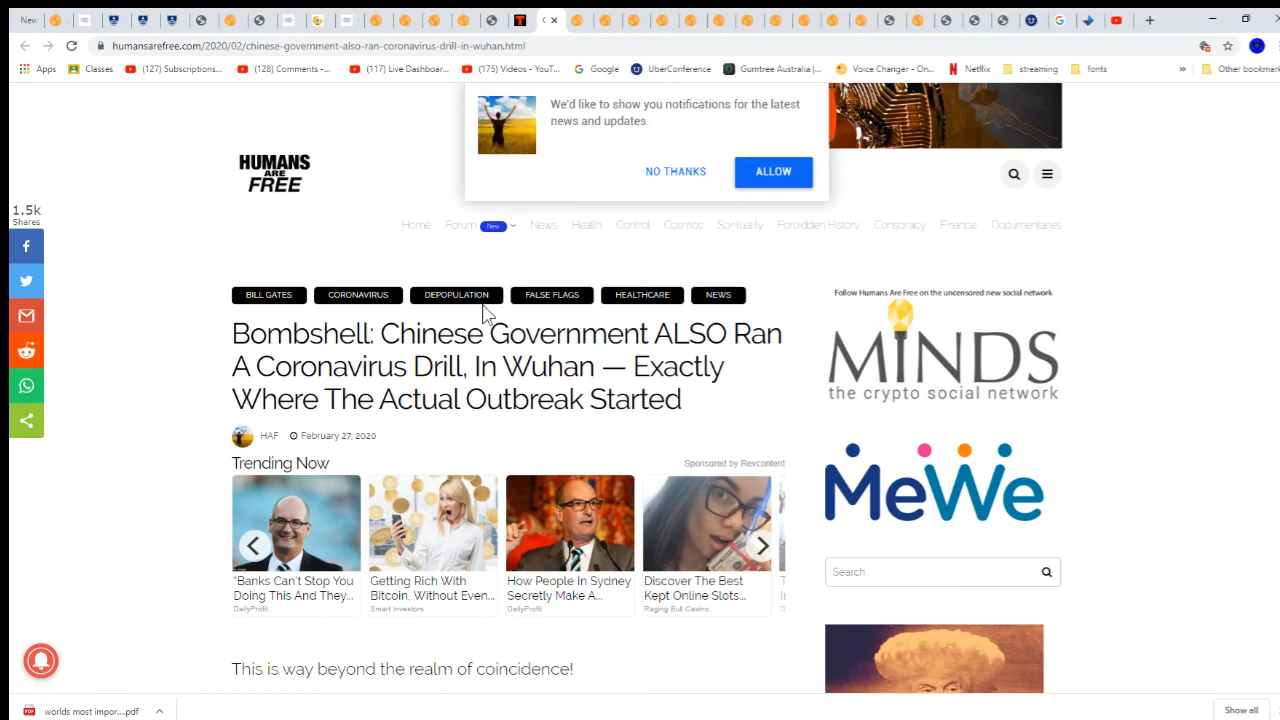 New
humansarefree.com/2020/02/chinese-government-also-ran-coronavirus-drill-in-wuhan.html
Apps Classes (127) Subscriptions... (128) Comments -... (117) Live Dashboar... (175) Videos - YouT... Google UberConference Gumtree Australia |... Voice Changer - On... Netflix streaming fonts » Other bookmark
We'd like to show you notifications for the latest
news and updates.
NO THANKS ALLOW
HUMANS
ARE
FREE
1.5k
Shares
Home Forum New News Health Control Cosmos Spirituality Forbidden History Conspiracy Finance Documentaries
BILL GATES CORONAVIRUS DEPOPULATION FALSE FLAGS HEALTHCARE NEWS
Bombshell: Chinese Government ALSO Ran
A Coronavirus Drill, In Wuhan — Exactly
Where The Actual Outbreak Started
HAF February 27, 2020
Trending Now Sponsored by Revcontent
"Banks Can't Stop You
Doing This And They...
DailyProfit
Getting Rich With
Bitcoin, Without Even...
Smart Investors
How People In Sydney
Secretly Make A...
DailyProfit
Discover The Best
Kept Online Slots...
Raging Bull Casino
This is way beyond the realm of coincidence!
Follow Humans Are Free on the uncensored new social network
MINDS
the crypto social network
MeWe
Search..
PDF worlds most impor....pdf
Show all